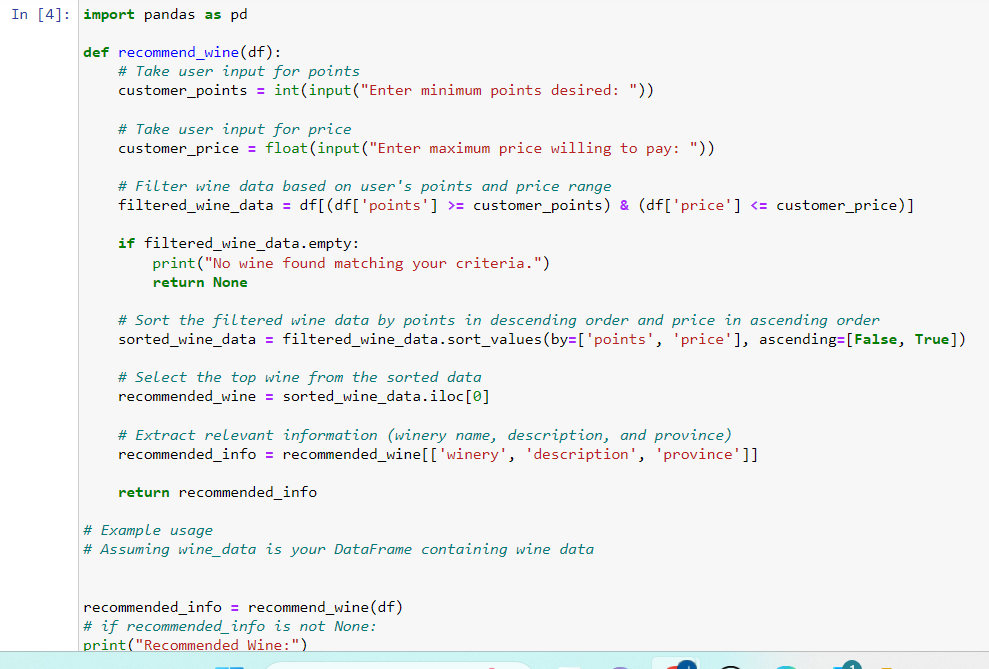 In [4]: import pandas as pd
def recommend_wine(df):
# Take user input for points
customer_points = int(input("Enter minimum points desired: "))
# Take user input for price
customer_price = float(input("Enter maximum price willing to pay: "))
# Filter wine data based on user's points and price range
filtered_wine_data = df[(df['points'] >= customer_points) & (df['price'] <= customer_price)]
if filtered_wine_data.empty:
print("No wine found matching your criteria.")
return None
# Sort the filtered wine data by points in descending order and price in ascending order
sorted_wine_data = filtered_wine_data.sort_values(by=['points', 'price'], ascending=[False, True])
# Select the top wine from the sorted data
recommended_wine = sorted_wine_data.iloc[0]
# Extract relevant information (winery name, description, and province)
recommended_info = recommended_wine[['winery', 'description', 'province']]
return recommended_info
# Example usage
# Assuming wine_data is your DataFrame containing wine data
recommended_info = recommend_wine(df)
# if recommended_info is not None:
print("Recommended Wine:")
1